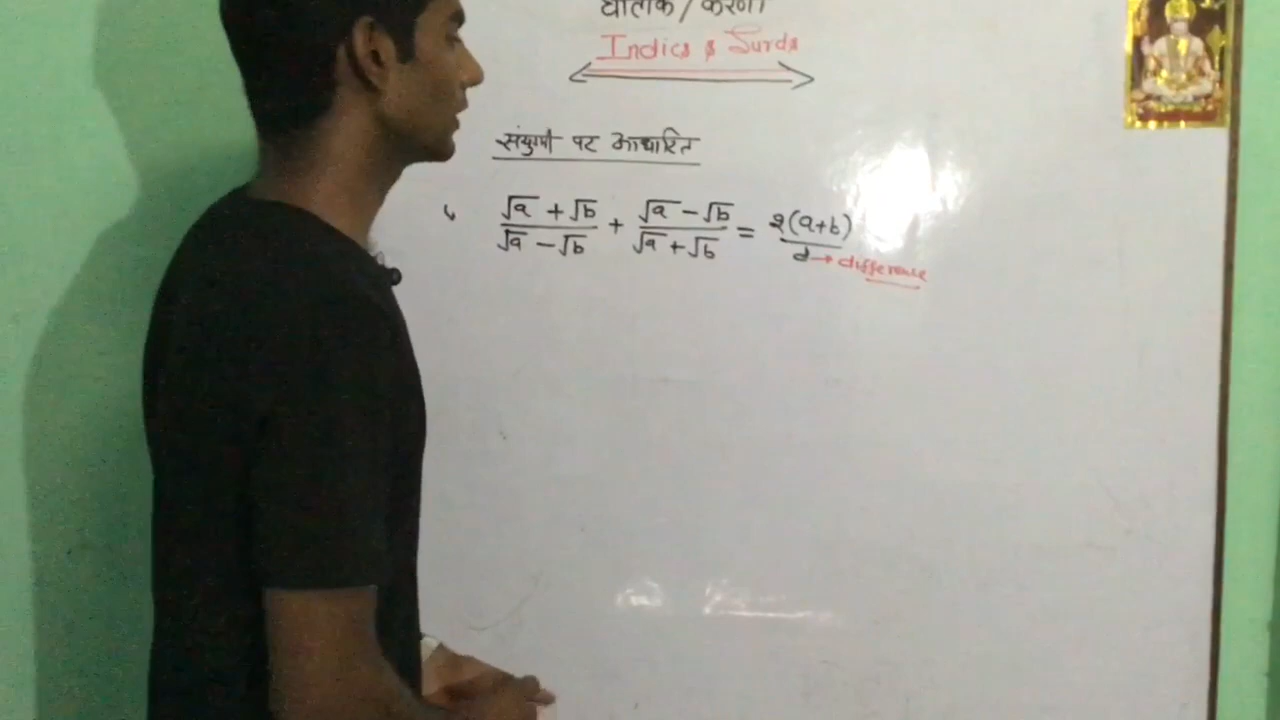 घातांक / करणी
Indics & Surds
संयुग्मी पर आधारित
√a + √b / √a - √b + √a - √b / √a + √b = 2(a+b) / d → difference